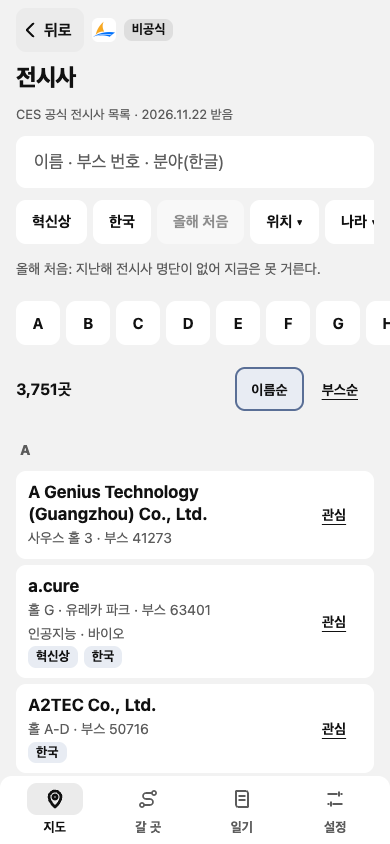 뒤로
비공식
전시사
CES 공식 전시사 목록 · 2026.11.22 받음
이름 · 부스 번호 · 분야(한글)
혁신상 한국 올해 처음 위치 ▾ 나라
올해 처음: 지난해 전시사 명단이 없어 지금은 못 거른다.
A B C D E F G H
3,751곳 이름순 부스순
A
A Genius Technology
(Guangzhou) Co., Ltd.
사우스 홀 3 · 부스 41273
관심
a.cure
홀 G · 유레카 파크 · 부스 63401
인공지능 · 바이오
혁신상 한국
관심
A2TEC Co., Ltd.
홀 A-D · 부스 50716
한국
관심
지도 갈 곳 일기 설정